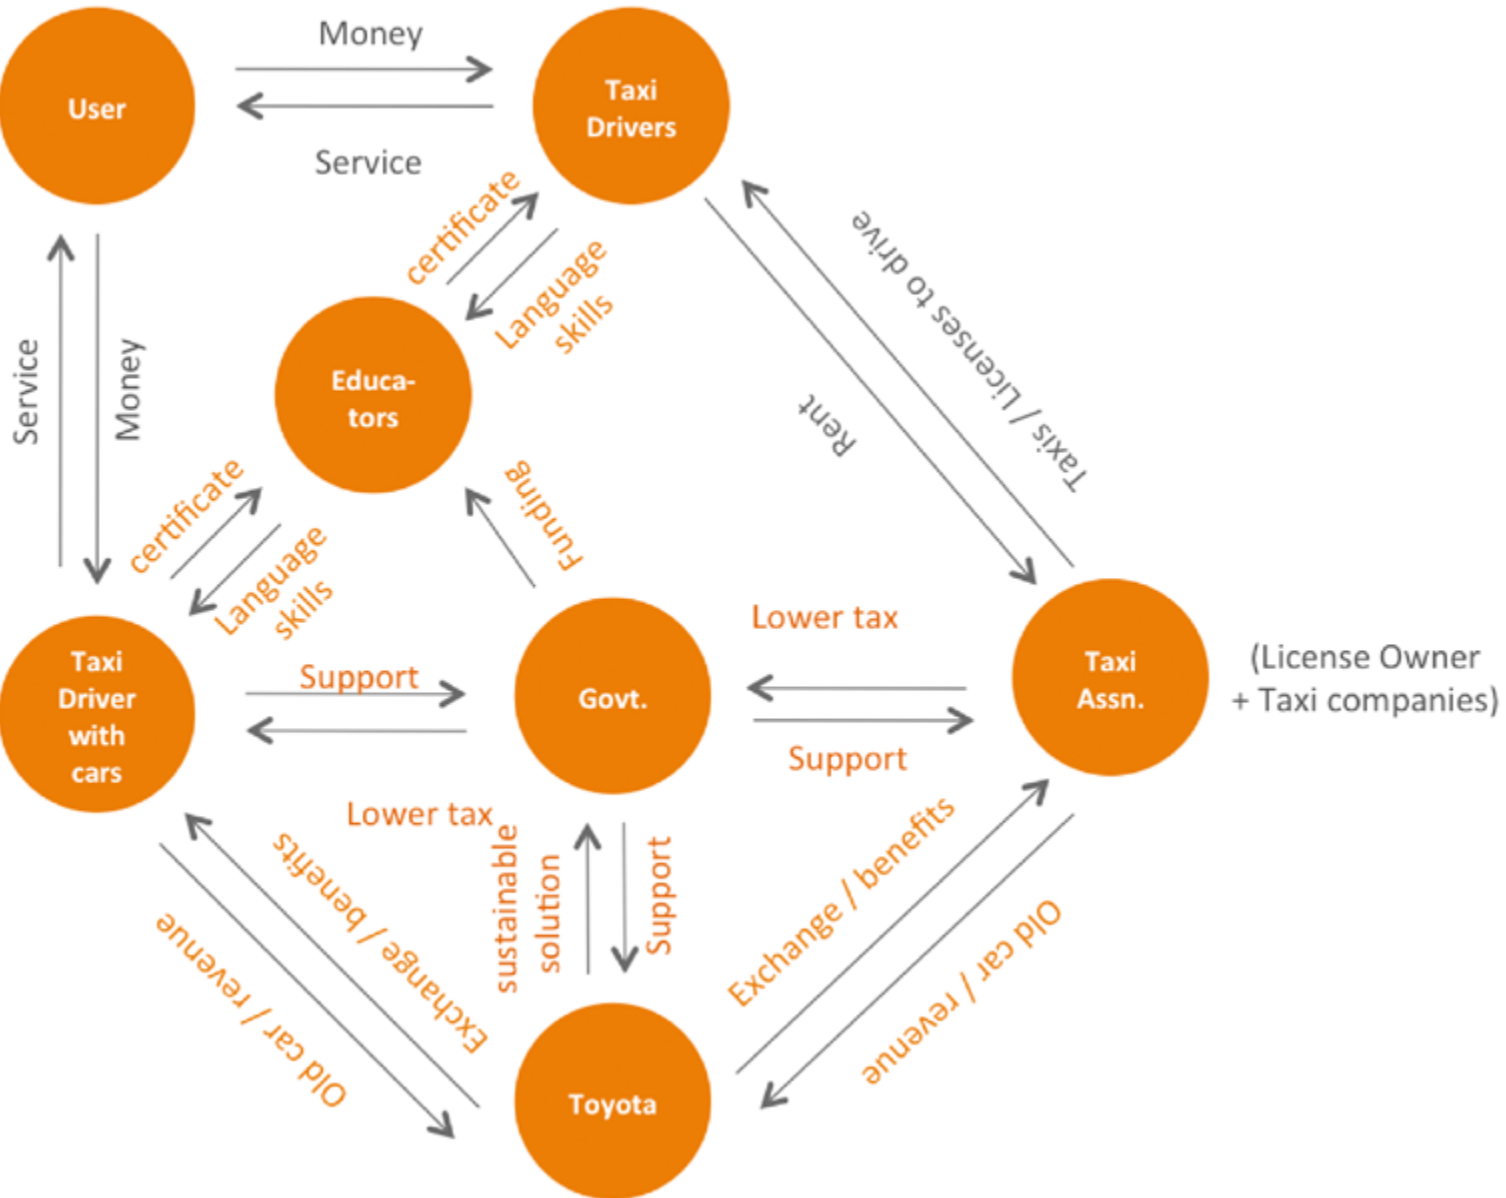 Money
User
Taxi
Drivers
Service
certificate
Language
skills
Taxis / Licenses to drive
Rent
Service
Money
Educa-
tors
certificate
Language
skills
Funding
Taxi
Driver
with
cars
Support
Lower tax
Govt.
Lower tax
Support
Taxi
Assn.
(License Owner
+ Taxi companies)
Exchange / benefits
Old car / revenue
sustainable
solution
Support
Exchange / benefits
Old car / revenue
Toyota